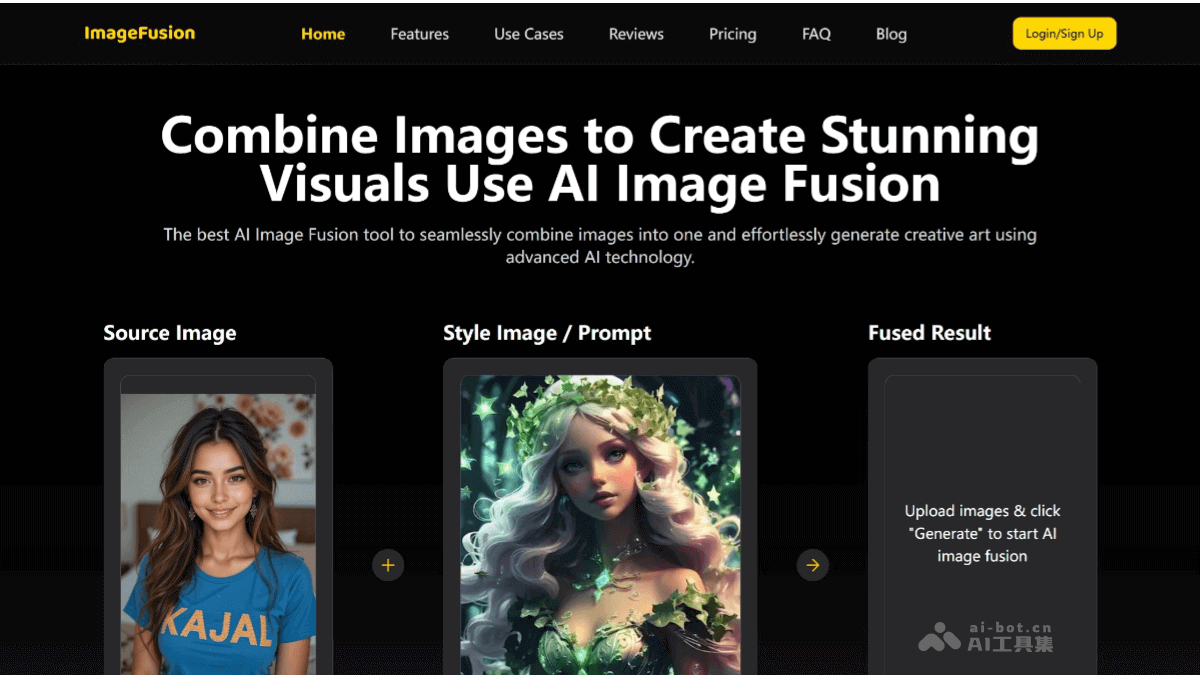 ImageFusion
Home
Features
Use Cases
Reviews
Pricing
FAQ
Blog
Login/Sign Up
Combine Images to Create Stunning
Visuals Use AI Image Fusion
The best AI Image Fusion tool to seamlessly combine images into one and effortlessly generate creative art using
advanced AI technology.
Source Image
Style Image / Prompt
Fused Result
KAJAL
Upload images & click
"Generate" to start AI
image fusion
ai-bot.cn
AI工具集